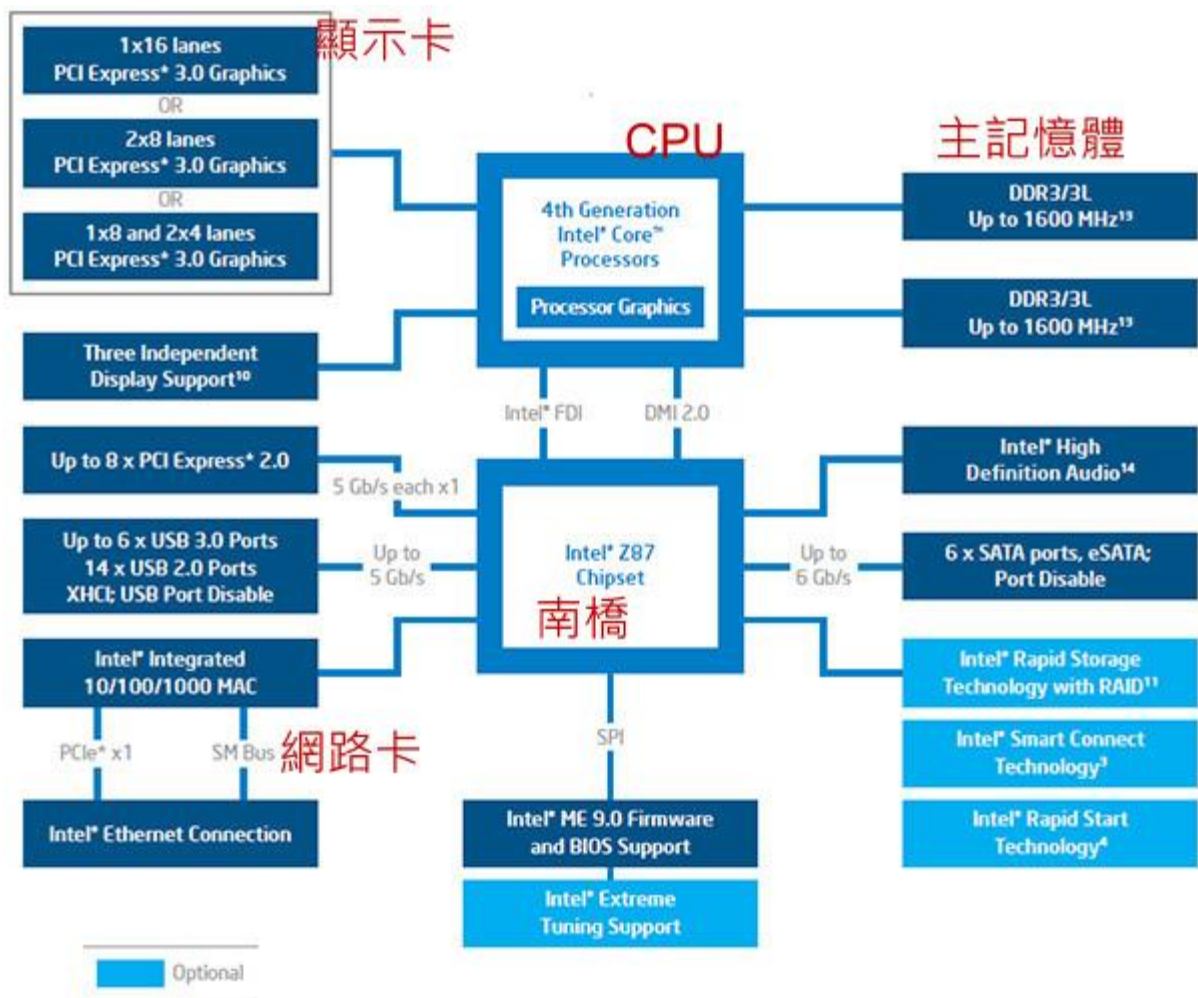 顯示卡
1x16 lanes
PCI Express* 3.0 Graphics
OR
2x8 lanes
PCI Express* 3.0 Graphics
OR
1x8 and 2x4 lanes
PCI Express* 3.0 Graphics
CPU
4th Generation
Intel® Core™
Processors
Processor Graphics
主記憶體
DDR3/3L
Up to 1600 MHz¹³
DDR3/3L
Up to 1600 MHz¹³
Three Independent
Display Support¹⁰
Intel® FDI
DMI 2.0
Up to 8 x PCI Express* 2.0
5 Gb/s each x1
Intel® High
Definition Audio¹⁴
Up to 6 x USB 3.0 Ports
14 x USB 2.0 Ports
XHCI; USB Port Disable
Up to
5 Gb/s
Intel® Z87
Chipset
南橋
Up to
6 Gb/s
6 x SATA ports, eSATA;
Port Disable
Intel® Integrated
10/100/1000 MAC
Intel® Rapid Storage
Technology with RAID¹¹
PCIe* x1
SM Bus
網路卡
SPI
Intel® Smart Connect
Technology³
Intel® Ethernet Connection
Intel® ME 9.0 Firmware
and BIOS Support
Intel® Rapid Start
Technology⁴
Intel® Extreme
Tuning Support
Optional